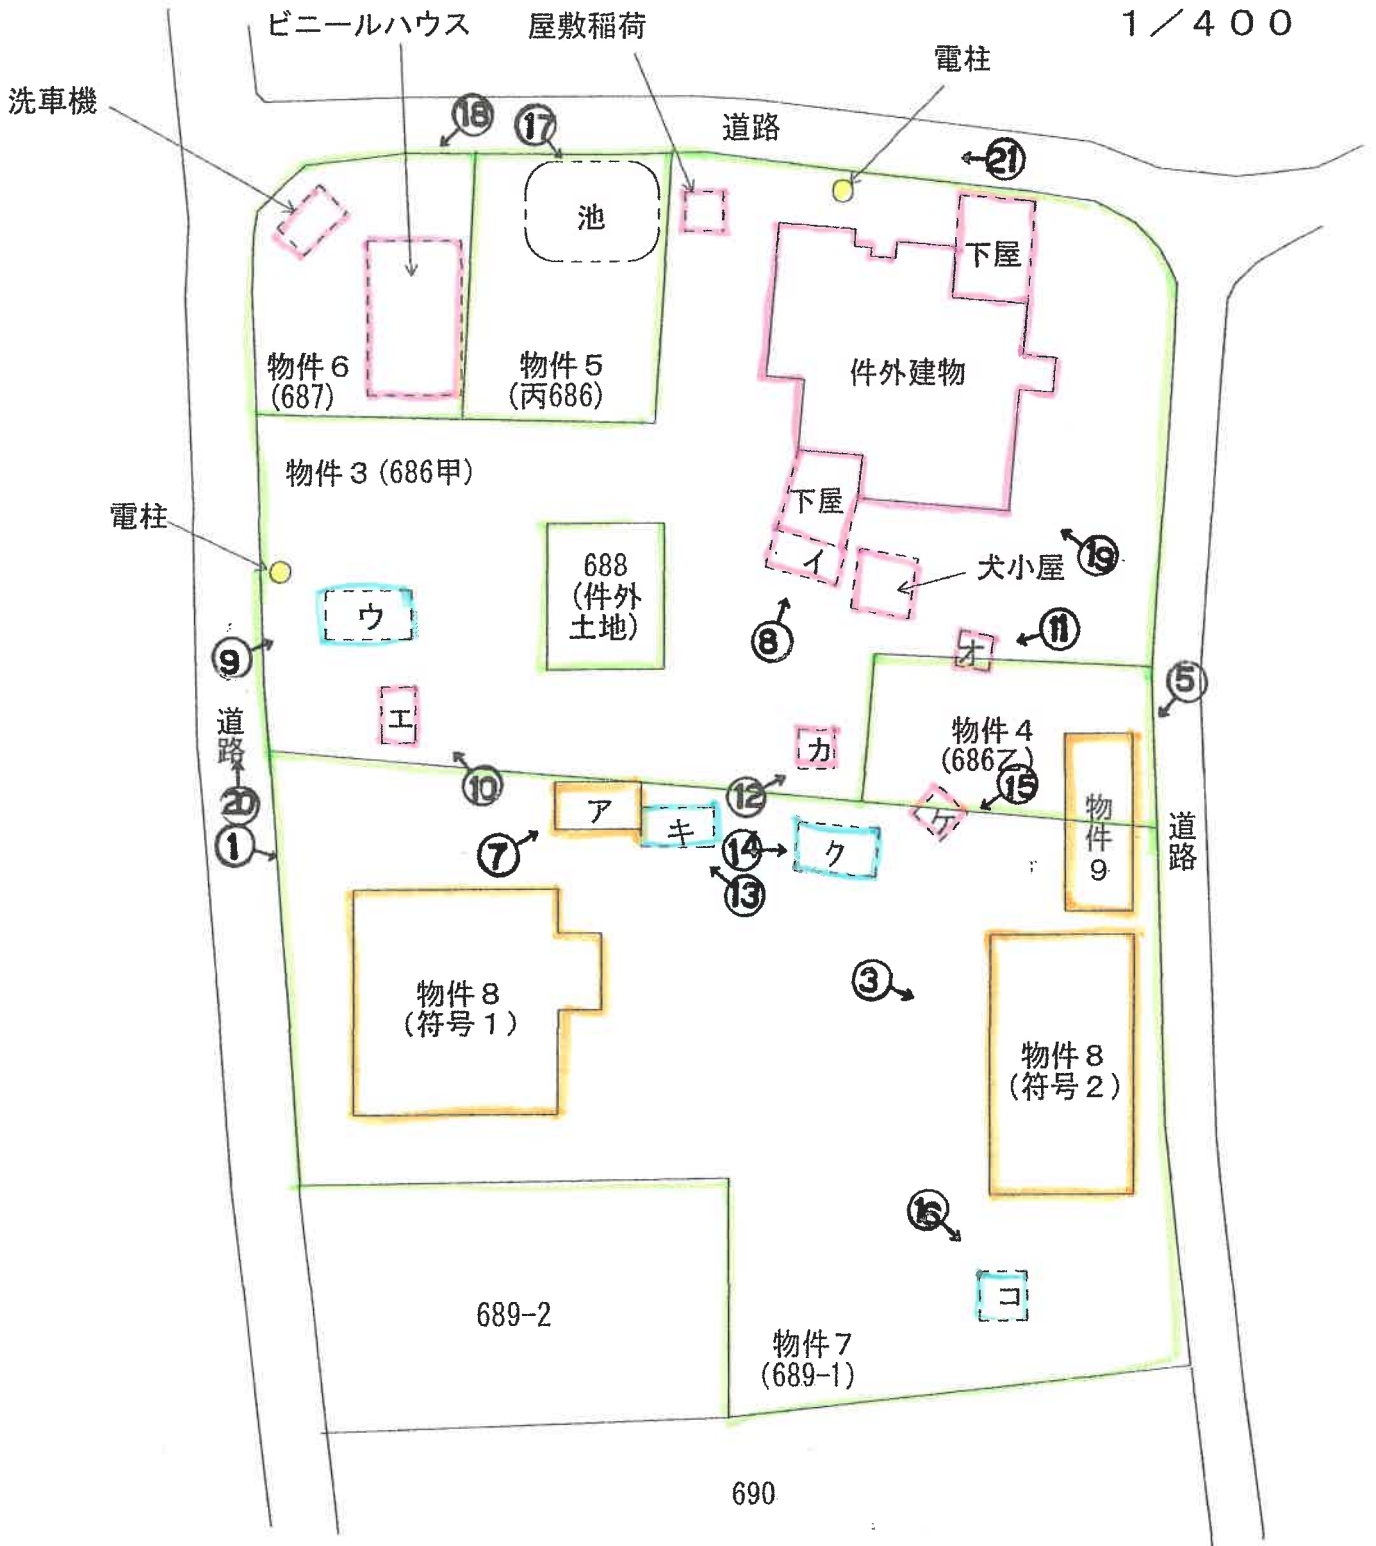 １／４００
ビニールハウス
屋敷稲荷
電柱
洗車機
⑱
⑰
道路
㉑
池
下屋
物件６
(687)
物件５
(丙686)
件外建物
物件３(686甲)
電柱
下屋
688
(件外
土地)
イ
犬小屋
⑲
ウ
⑧
⑪
⑨
オ
⑤
エ
道路
カ
物件４
(686乙)
⑩
⑫
⑮
⑳
ア
キ
ケ
物件９
道路
①
⑦
⑭
ク
⑬
③
物件８
(符号１)
物件８
(符号２)
⑯
コ
689-2
物件７
(689-1)
690